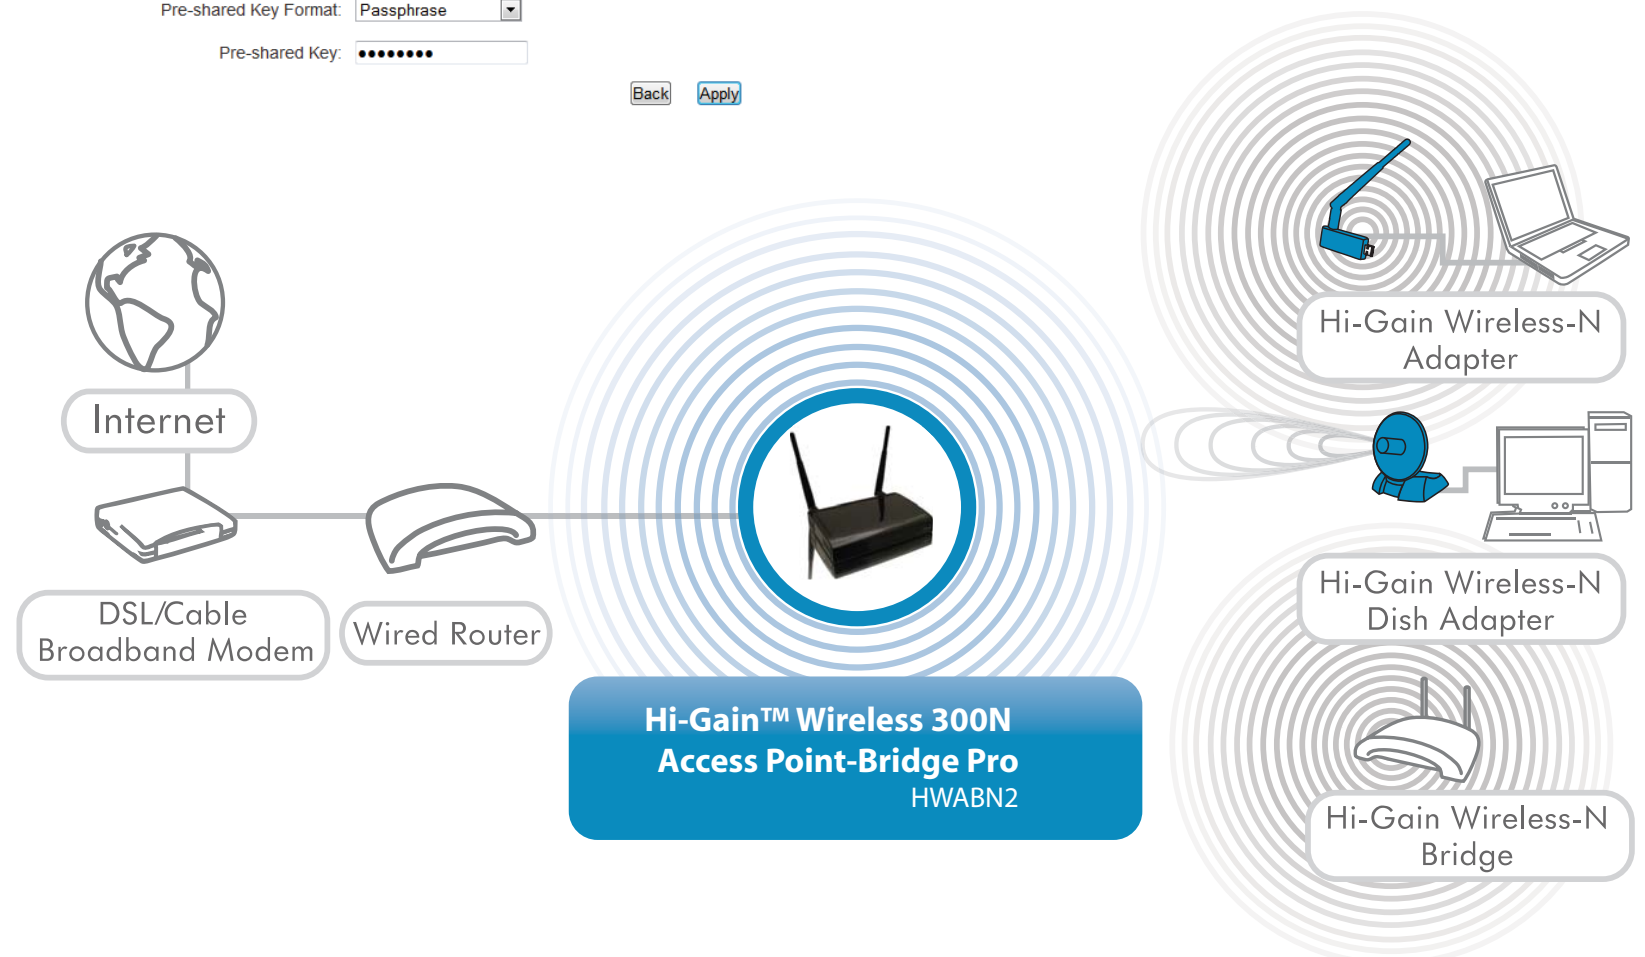 Pre-shared Key Format: Passphrase
Pre-shared Key: ●●●●●●●●
Back Apply
Internet
DSL/Cable
Broadband Modem
Wired Router
Hi-Gain™ Wireless 300N
Access Point-Bridge Pro
HWABN2
Hi-Gain Wireless-N
Adapter
Hi-Gain Wireless-N
Dish Adapter
Hi-Gain Wireless-N
Bridge